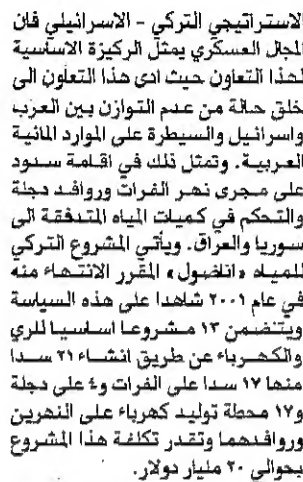 الاستراتيجي التركي - الاسرائيلي فان
المجال العسكري يمثل الركيزة الاساسية
لهذا التعاون حيث ادى هذا التعاون الى
خلق حالة من عدم التوازن بين العرب
واسرائيل والسيطرة على الموارد المائية
العربية. وتمثل ذلك في اقامة سدود
على مجرى نهر الفرات وروافد دجلة
والتحكم في كميات المياه المتدفقة الى
سوريا والعراق. ويأتي المشروع التركي
للمياه «اناضول» المقرر الانتهاء منه
في عام ٢٠٠١ شاهدا على هذه السياسة
ويتضمن ١٣ مشروعا اساسيا للري
والكهرباء عن طريق انشاء ٢١ سدا
منها ١٧ سدا على الفرات و٤ على دجلة
و١٧ محطة توليد كهرباء على النهرين
وروافدهما وتقدر تكلفة هذا المشروع
بحوالي ٢٠ مليار دولار.